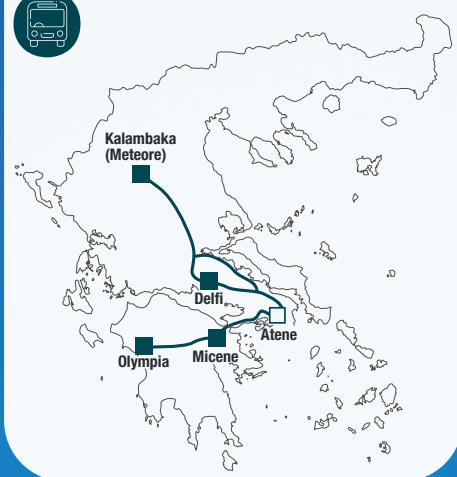 Kalambaka
(Meteore)
Delfi
Atene
Micene
Olympia